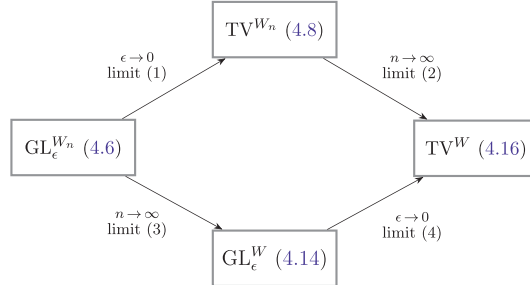 TV^{W_n} (4.8)
ϵ→0
limit (1)
n→∞
limit (2)
GL_ϵ^{W_n} (4.6)
TV^W (4.16)
n→∞
limit (3)
ϵ→0
limit (4)
GL_ϵ^W (4.14)